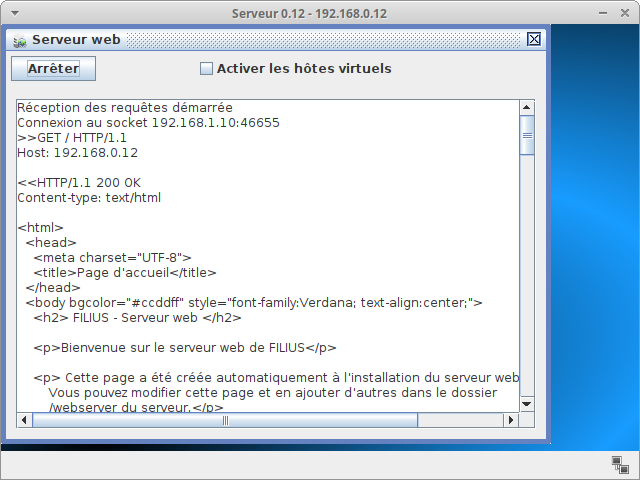 Serveur 0.12 - 192.168.0.12
Serveur web
Arrêter
Activer les hôtes virtuels
Réception des requêtes démarrée
Connexion au socket 192.168.1.10:46655
>>GET / HTTP/1.1
Host: 192.168.0.12
<<HTTP/1.1 200 OK
Content-type: text/html
<html>
<head>
<meta charset="UTF-8">
<title>Page d'accueil</title>
</head>
<body bgcolor="#ccddff" style="font-family:Verdana; text-align:center;">
<h2> FILIUS - Serveur web </h2>
<p>Bienvenue sur le serveur web de FILIUS</p>
<p> Cette page a été créée automatiquement à l'installation du serveur web
Vous pouvez modifier cette page et en ajouter d'autres dans le dossier
/webserver du serveur.</p>